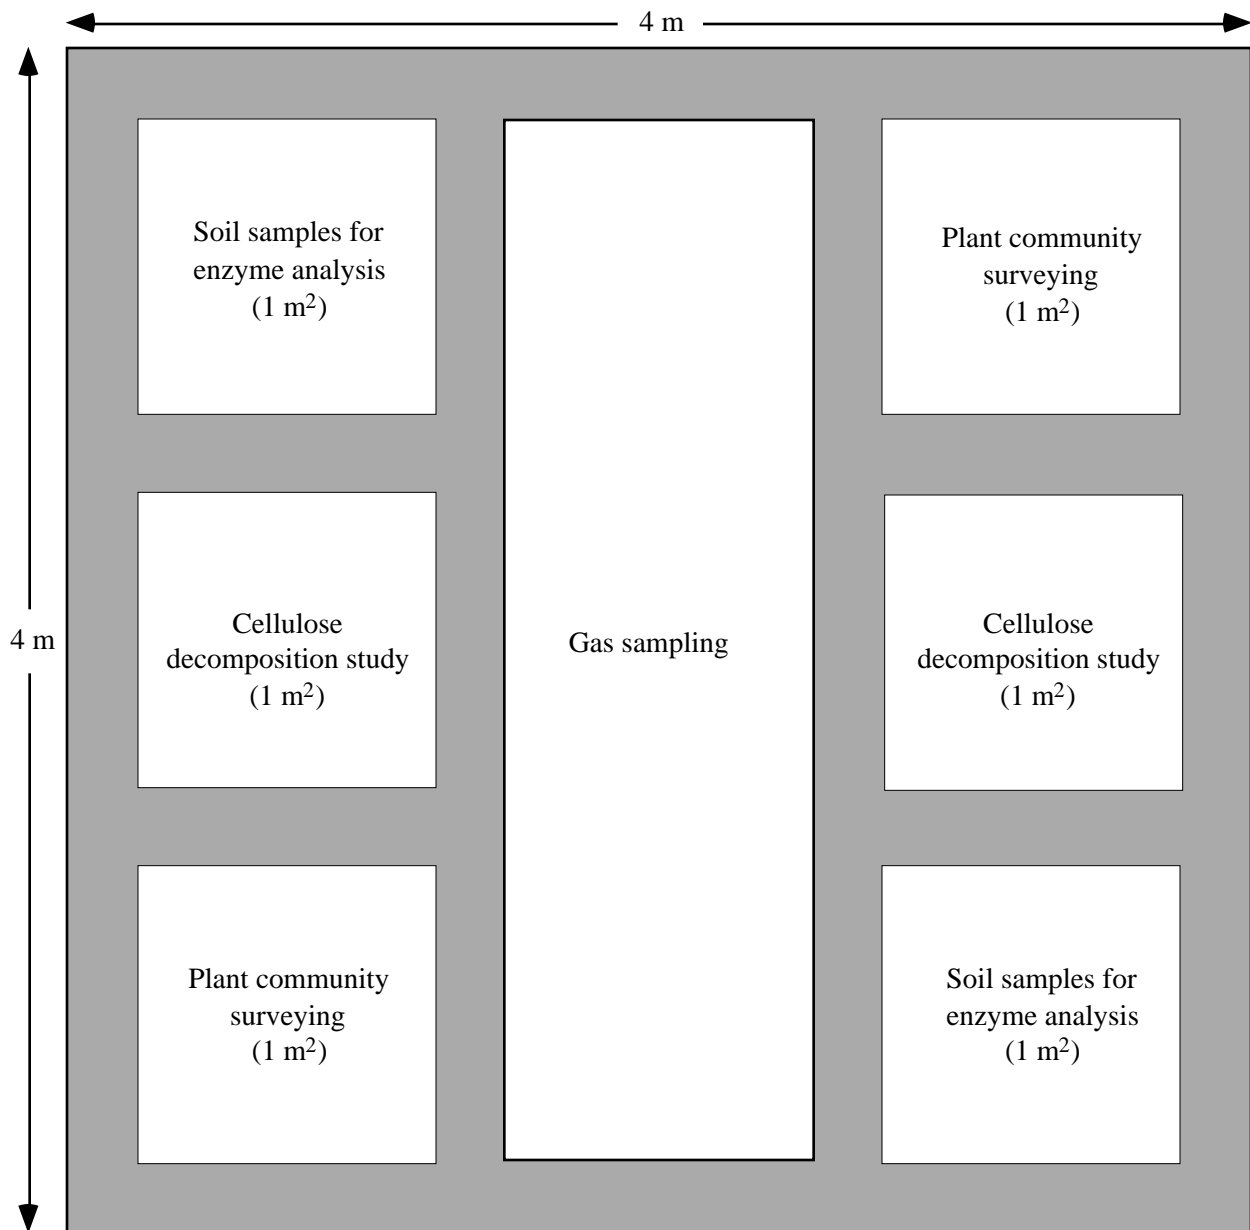 4 m
4 m
Soil samples for
enzyme analysis
(1 m²)
Cellulose
decomposition study
(1 m²)
Plant community
surveying
(1 m²)
Gas sampling
Plant community
surveying
(1 m²)
Cellulose
decomposition study
(1 m²)
Soil samples for
enzyme analysis
(1 m²)